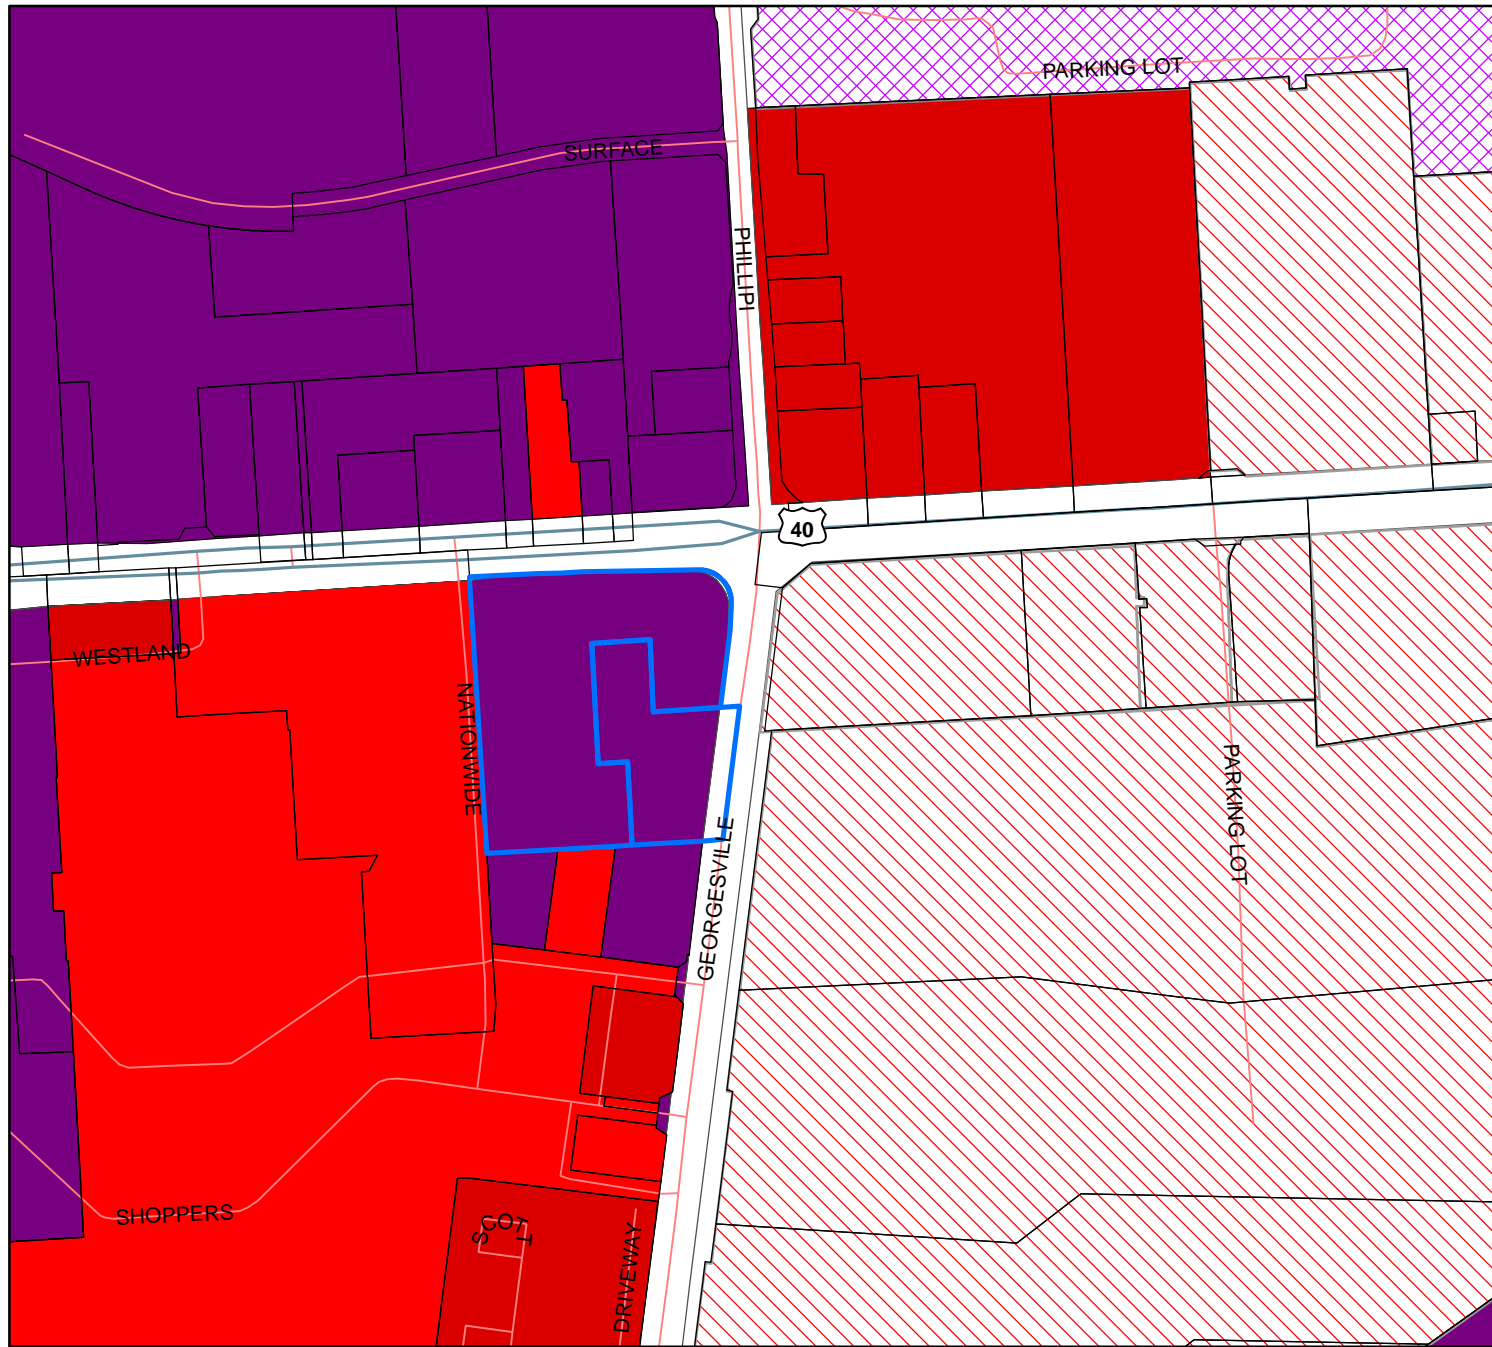 PARKING LOT
SURFACE
PHILLIPI
40
WESTLAND
NATIONWIDE
PARKING LOT
GEORGESVILLE
SHOPPERS
SCOTT
DRIVEWAY